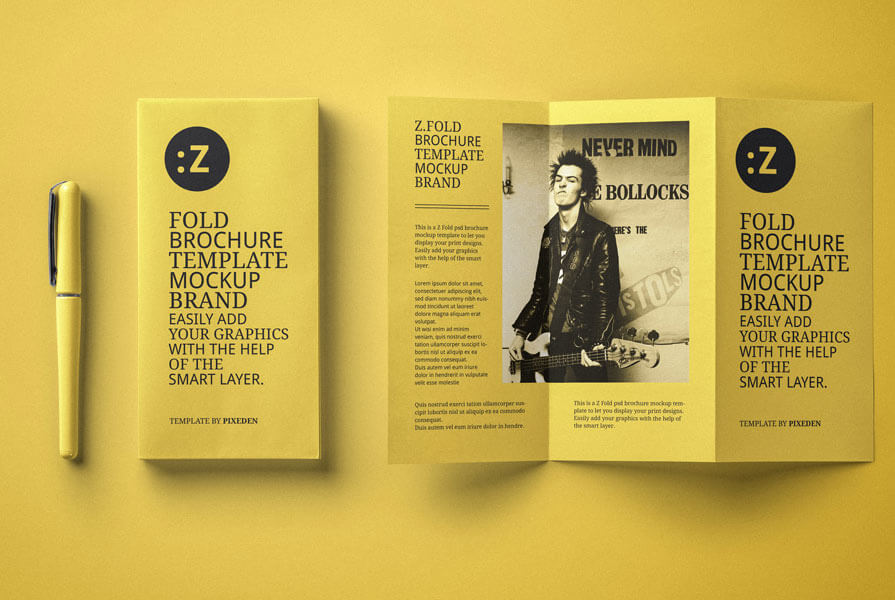 :Z
FOLD
BROCHURE
TEMPLATE
MOCKUP
BRAND
EASILY ADD
YOUR GRAPHICS
WITH THE HELP
OF THE
SMART LAYER.
TEMPLATE BY PIXEDEN
Z.FOLD
BROCHURE
TEMPLATE
MOCKUP
BRAND
This is a Z Fold psd brochure
mockup template to let you
display your print designs.
Easily add your graphics
with the help of the smart
layer.
Lorem ipsum dolor sit amet,
consectetuer adipiscing elit,
sed diam nonummy nibh euis-
mod tincidunt ut laoreet
dolore magna aliquam erat
volutpat.
Ut wisi enim ad minim
veniam, quis nostrud exerci
tation ullamcorper suscipit lo-
bortis nisl ut aliquip ex ea
commodo consequat.
Duis autem vel eum iriure
dolor in hendrerit in vulputate
velit esse molestie
Quis nostrud exerci tation ullamcorper sus-
cipit lobortis nisl ut aliquip ex ea commodo
consequat.
Duis autem vel eum iriure dolor in hendre.
NEVER MIND
E BOLLOCKS
ERE'S THE
ISTOLS
This is a Z Fold psd brochure mockup tem-
plate to let you display your print designs.
Easily add your graphics with the help of
the smart layer.
:Z
FOLD
BROCHURE
TEMPLATE
MOCKUP
BRAND
EASILY ADD
YOUR GRAPHICS
WITH THE HELP
OF THE
SMART LAYER.
TEMPLATE BY PIXEDEN